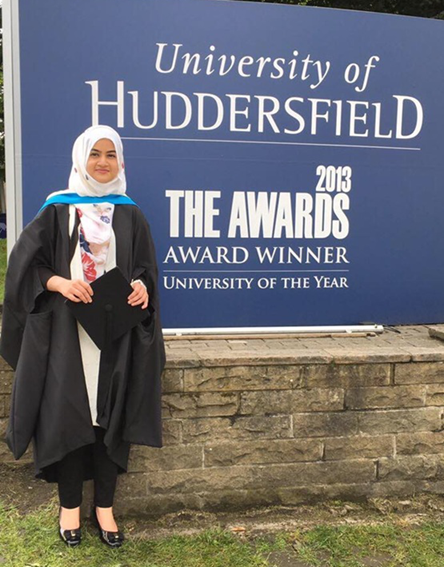 University of
HUDDERSFIELD
2013
THE AWARDS
AWARD WINNER
UNIVERSITY OF THE YEAR